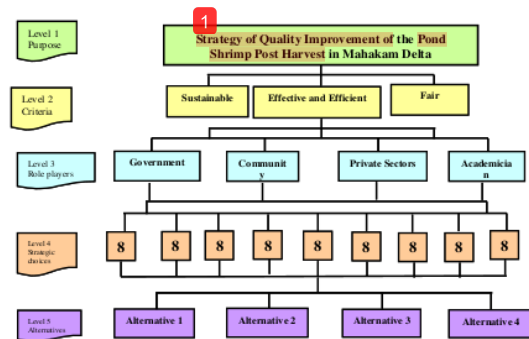 1
Level 1
Purpose
Strategy of Quality Improvement of the Pond
Shrimp Post Harvest in Mahakam Delta
Level 2
Criteria
Sustainable
Effective and Efficient
Fair
Level 3
Role players
Government
Communit
y
Private Sectors
Academicia
n
Level 4
Strategic
choices
8 8 8 8 8 8 8 8 8
Level 5
Alternatives
Alternative 1
Alternative 2
Alternative 3
Alternative 4